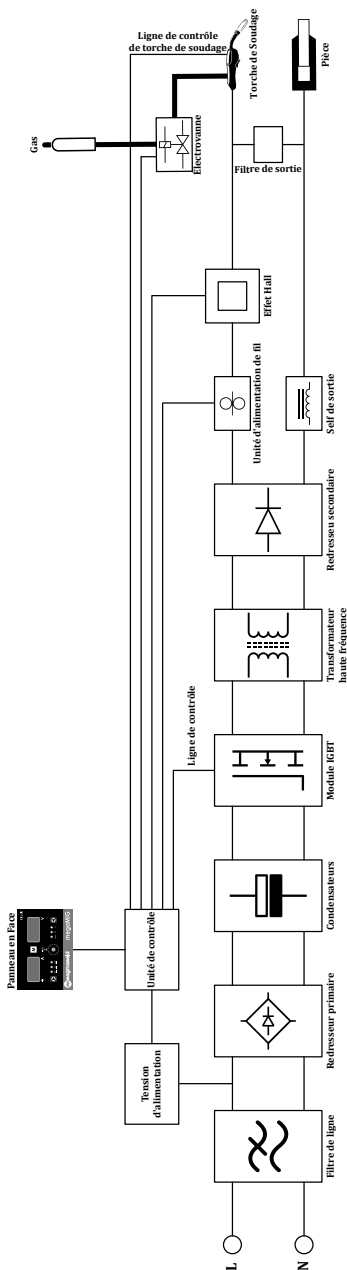 Ligne de contrôle
de torche de soudage
Torche de Soudage
Pièce
Gas
Electrovanne
Filtre de sortie
Effet Hall
Unité d'alimentation de fil
Self de sortie
Redresseu secondaire
Transformateur
haute fréquence
Ligne de contrôle
Module IGBT
Condensateurs
Panneau en Face
megaMIG
Unité de contrôle
Redresseur primaire
Tension
d'alimentation
Filtre de ligne
L
N